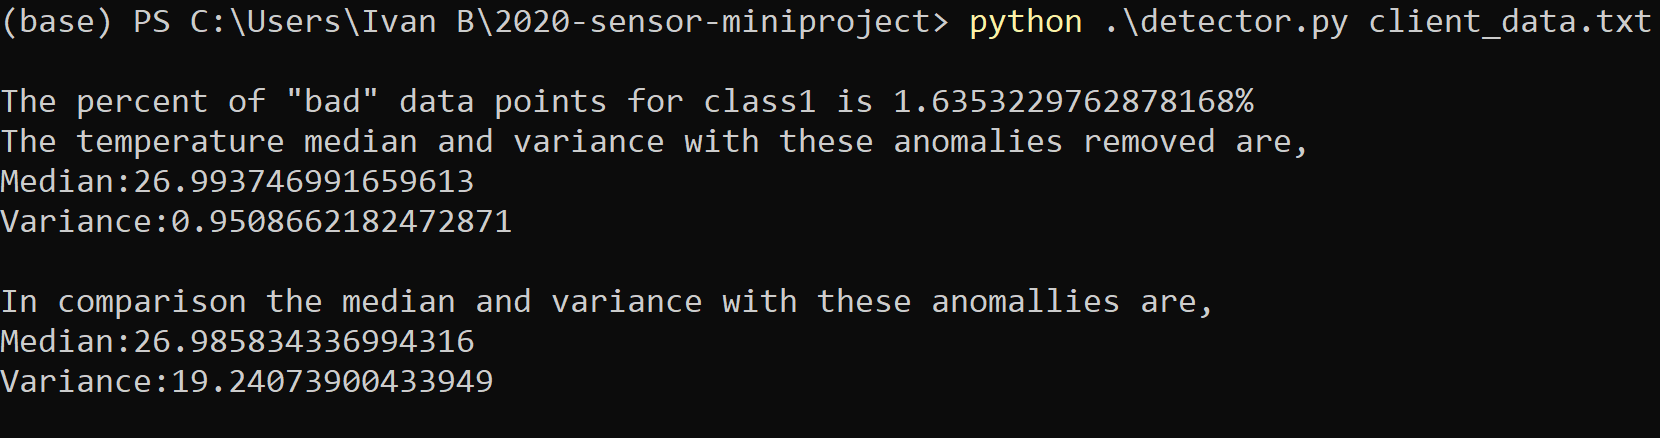 (base) PS C:\Users\Ivan B\2020-sensor-miniproject> python .\detector.py client_data.txt
The percent of "bad" data points for class1 is 1.6353229762878168%
The temperature median and variance with these anomalies removed are,
Median:26.993746991659613
Variance:0.9508662182472871
In comparison the median and variance with these anomallies are,
Median:26.985834336994316
Variance:19.24073900433949